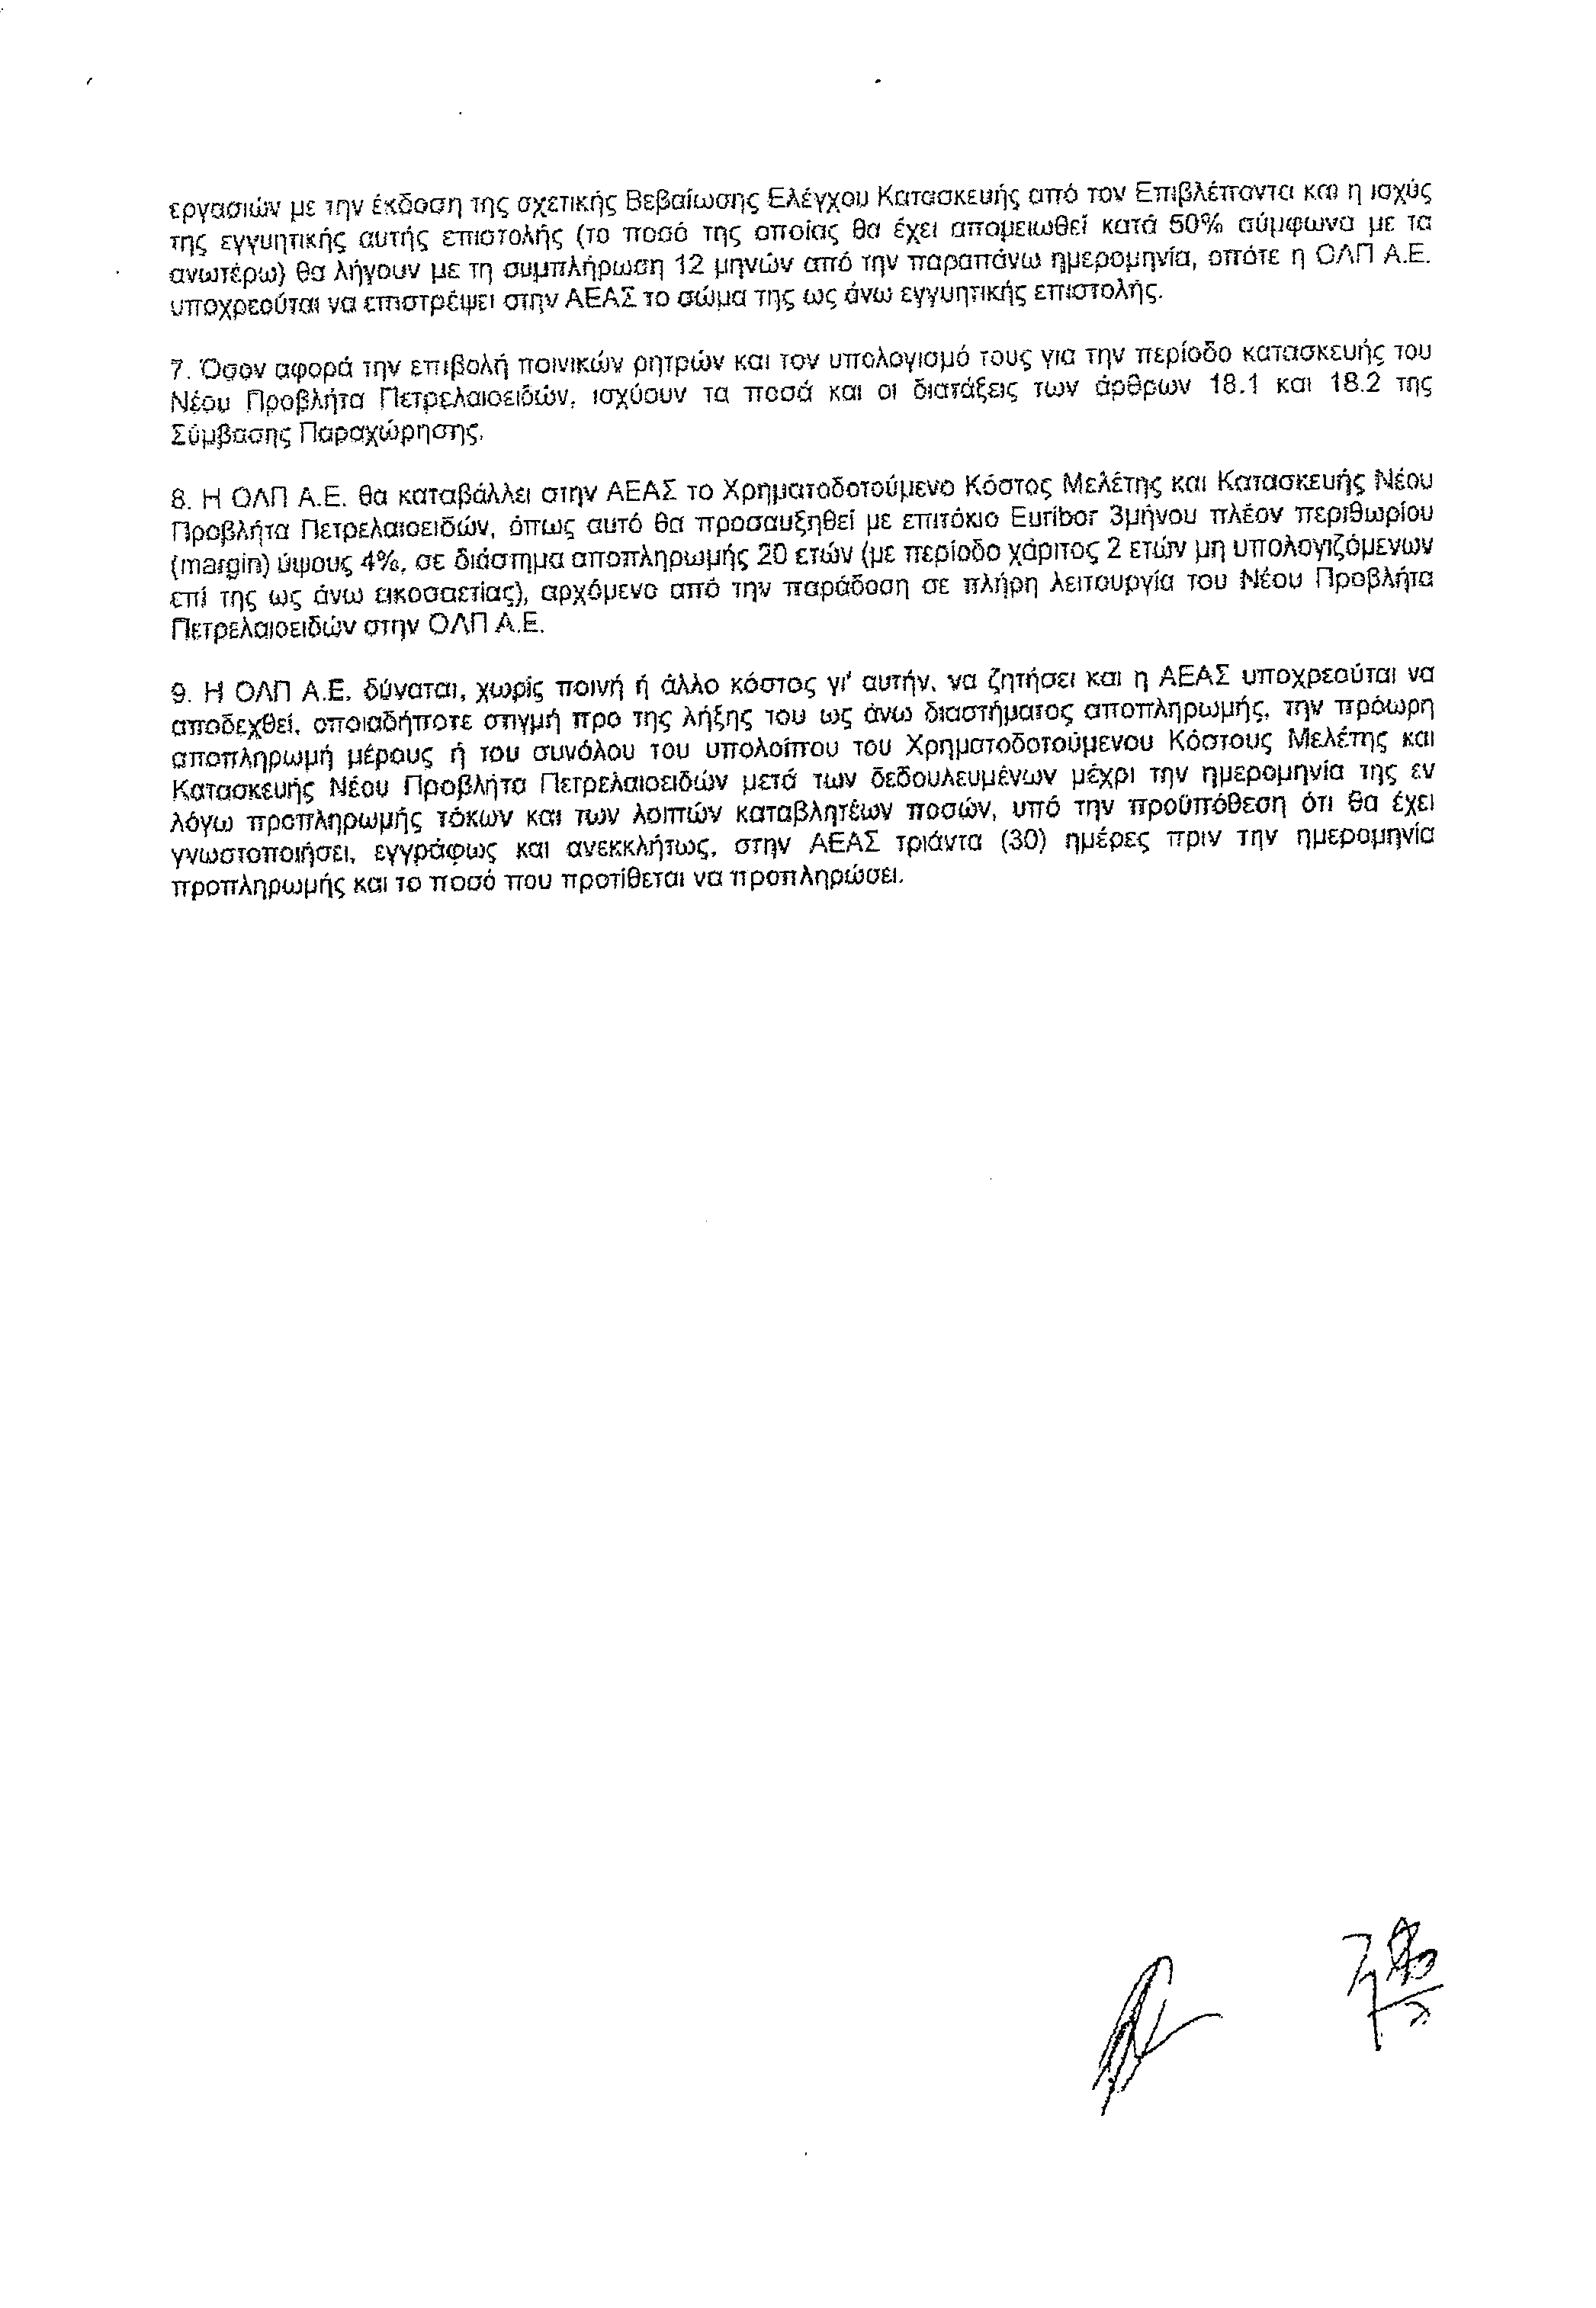 εργασιών με την έκδοση της σχετικής Βεβαίωσης Ελέγχου Κατασκευής από τον Επιβλέποντα και η ισχύς
της εγγυητικής αυτής επιστολής (το ποσό της οποίας θα έχει απομειωθεί κατά 50% σύμφωνα με τα
ανωτέρω) θα λήγουν με τη συμπλήρωση 12 μηνών από την παραπάνω ημερομηνία, οπότε η ΟΛΠ Α.Ε.
υποχρεούται να επιστρέψει στην ΑΕΑΣ το σώμα της ως άνω εγγυητικής επιστολής.
7. Όσον αφορά την επιβολή ποινικών ρητρών και τον υπολογισμό τους για την περίοδο κατασκευής του
Νέου Προβλήτα Πετρελαιοειδών, ισχύουν τα ποσά και οι διατάξεις των άρθρων 18.1 και 18.2 της
Σύμβασης Παραχώρησης.
8. Η ΟΛΠ Α.Ε. θα καταβάλλει στην ΑΕΑΣ το Χρηματοδοτούμενο Κόστος Μελέτης και Κατασκευής Νέου
Προβλήτα Πετρελαιοειδών, όπως αυτό θα προσαυξηθεί με επιτόκιο Euribor 3μήνου πλέον περιθωρίου
(margin) ύψους 4%, σε διάστημα αποπληρωμής 20 ετών (με περίοδο χάριτος 2 ετών μη υπολογιζόμενων
επί της ως άνω εικοσαετίας), αρχόμενο από την παράδοση σε πλήρη λειτουργία του Νέου Προβλήτα
Πετρελαιοειδών στην ΟΛΠ Α.Ε.
9. Η ΟΛΠ Α.Ε. δύναται, χωρίς ποινή ή άλλο κόστος γι' αυτήν, να ζητήσει και η ΑΕΑΣ υποχρεούται να
αποδεχθεί, οποιαδήποτε στιγμή προ της λήξης του ως άνω διαστήματος αποπληρωμής, την πρόωρη
αποπληρωμή μέρους ή του συνόλου του υπολοίπου του Χρηματοδοτούμενου Κόστους Μελέτης και
Κατασκευής Νέου Προβλήτα Πετρελαιοειδών μετά των δεδουλευμένων μέχρι την ημερομηνία της εν
λόγω προπληρωμής τόκων και των λοιπών καταβλητέων ποσών, υπό την προϋπόθεση ότι θα έχει
γνωστοποιήσει, εγγράφως και ανεκκλήτως, στην ΑΕΑΣ τριάντα (30) ημέρες πριν την ημερομηνία
προπληρωμής και το ποσό που προτίθεται να προπληρώσει.